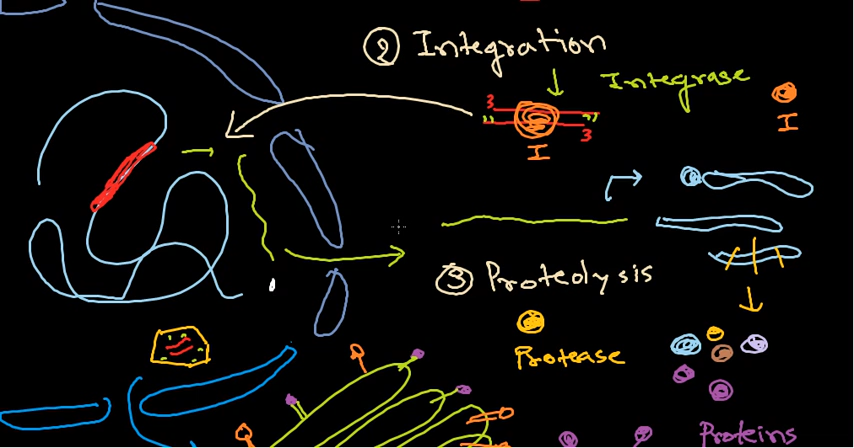 ② Integration
Integrase
3
3
I
I
③ Proteolysis
Protease
Proteins